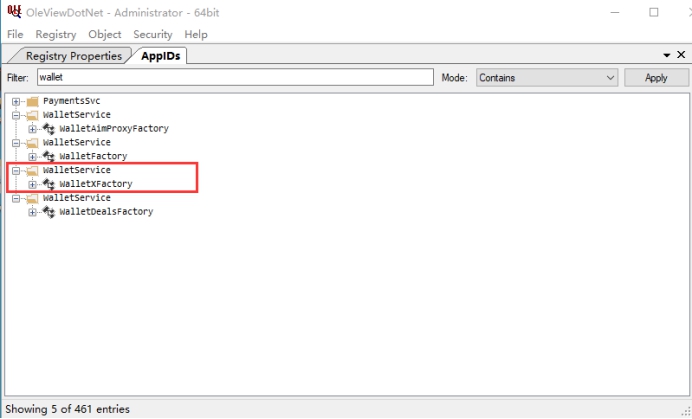 OleViewDotNet - Administrator - 64bit
File Registry Object Security Help
Registry Properties AppIDs
Filter: wallet Mode: Contains Apply
PaymentsSvc
WalletService
WalletAimProxyFactory
WalletService
WalletFactory
WalletService
WalletXFactory
WalletService
WalletDealsFactory
Showing 5 of 461 entries